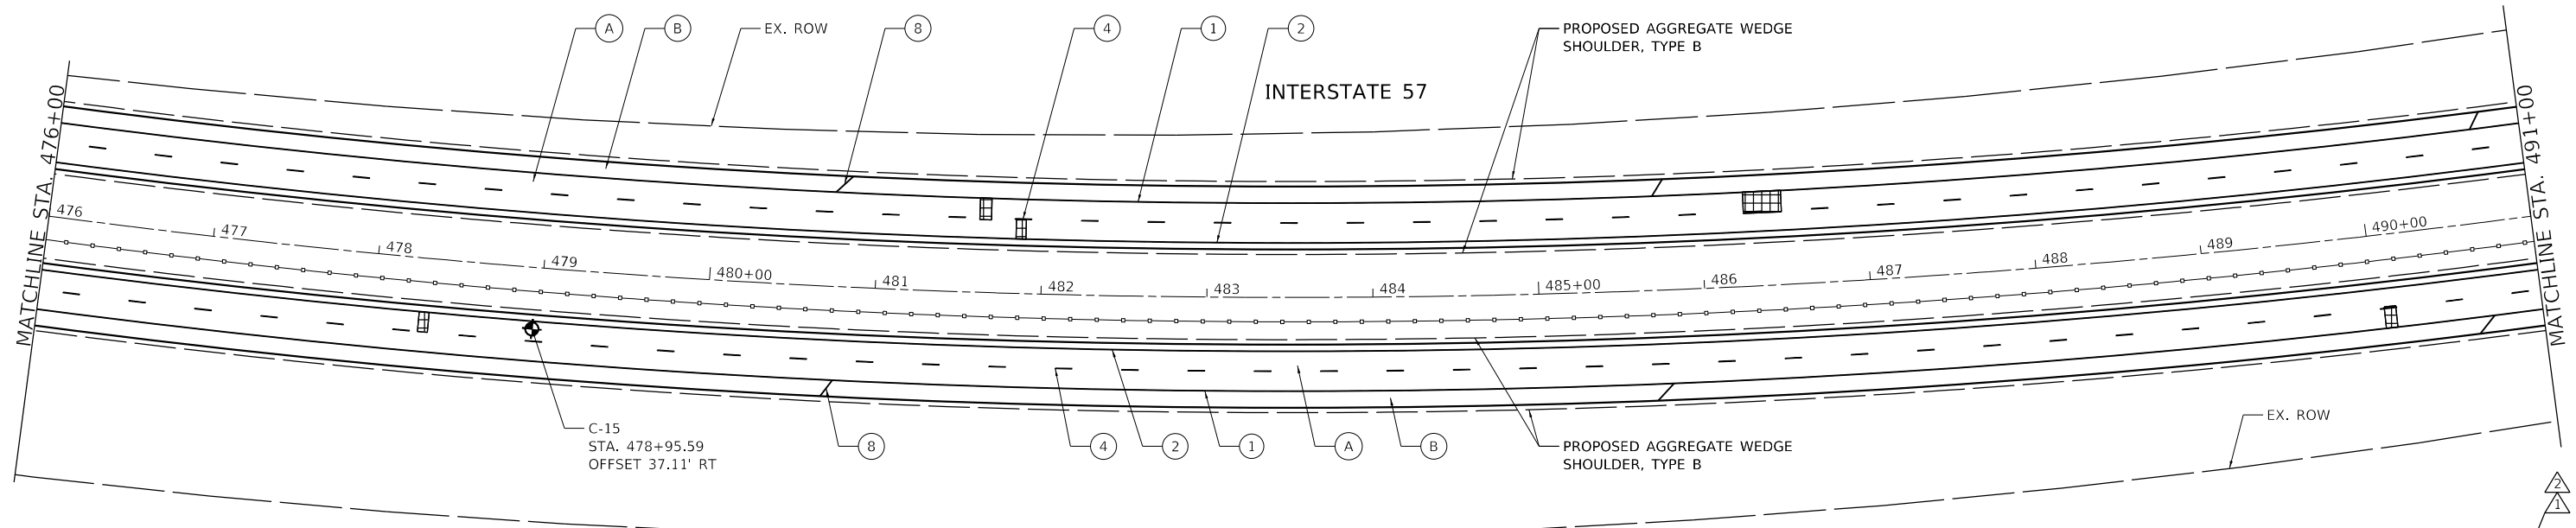 A
B
EX. ROW
8
4
1
2
PROPOSED AGGREGATE WEDGE
SHOULDER, TYPE B
INTERSTATE 57
MATCHLINE STA. 476+00
MATCHLINE STA. 491+00
476
477
478
479
480+00
481
482
483
484
485+00
486
487
488
489
490+00
C-15
STA. 478+95.59
OFFSET 37.11' RT
8
4
2
1
A
B
PROPOSED AGGREGATE WEDGE
SHOULDER, TYPE B
EX. ROW
2
1